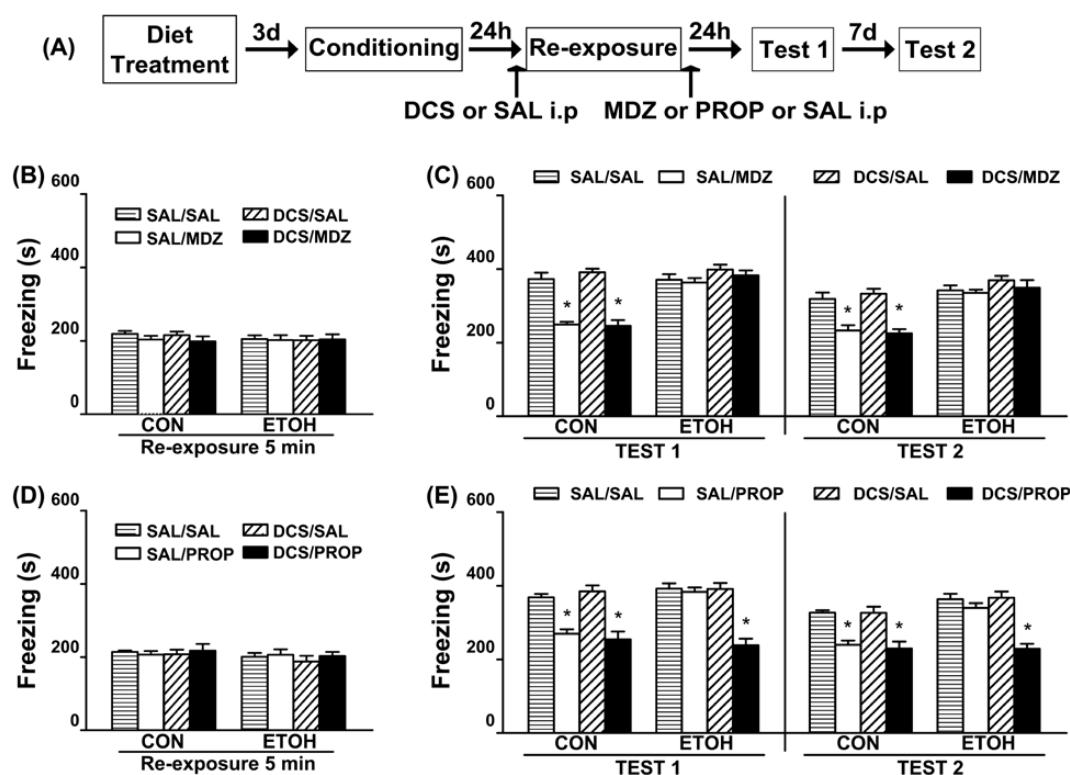 (A)
Diet
Treatment
3d
Conditioning
24h
Re-exposure
24h
Test 1
7d
Test 2
DCS or SAL i.p
MDZ or PROP or SAL i.p
(B)
600
400
200
0
Freezing (s)
SAL/SAL
DCS/SAL
SAL/MDZ
DCS/MDZ
CON
ETOH
Re-exposure 5 min
(C)
SAL/SAL
SAL/MDZ
DCS/SAL
DCS/MDZ
600
400
200
0
Freezing (s)
*
*
*
*
CON
ETOH
CON
ETOH
TEST 1
TEST 2
(D)
600
400
200
0
Freezing (s)
SAL/SAL
DCS/SAL
SAL/PROP
DCS/PROP
CON
ETOH
Re-exposure 5 min
(E)
SAL/SAL
SAL/PROP
DCS/SAL
DCS/PROP
600
400
200
0
Freezing (s)
*
*
*
*
*
*
CON
ETOH
CON
ETOH
TEST 1
TEST 2